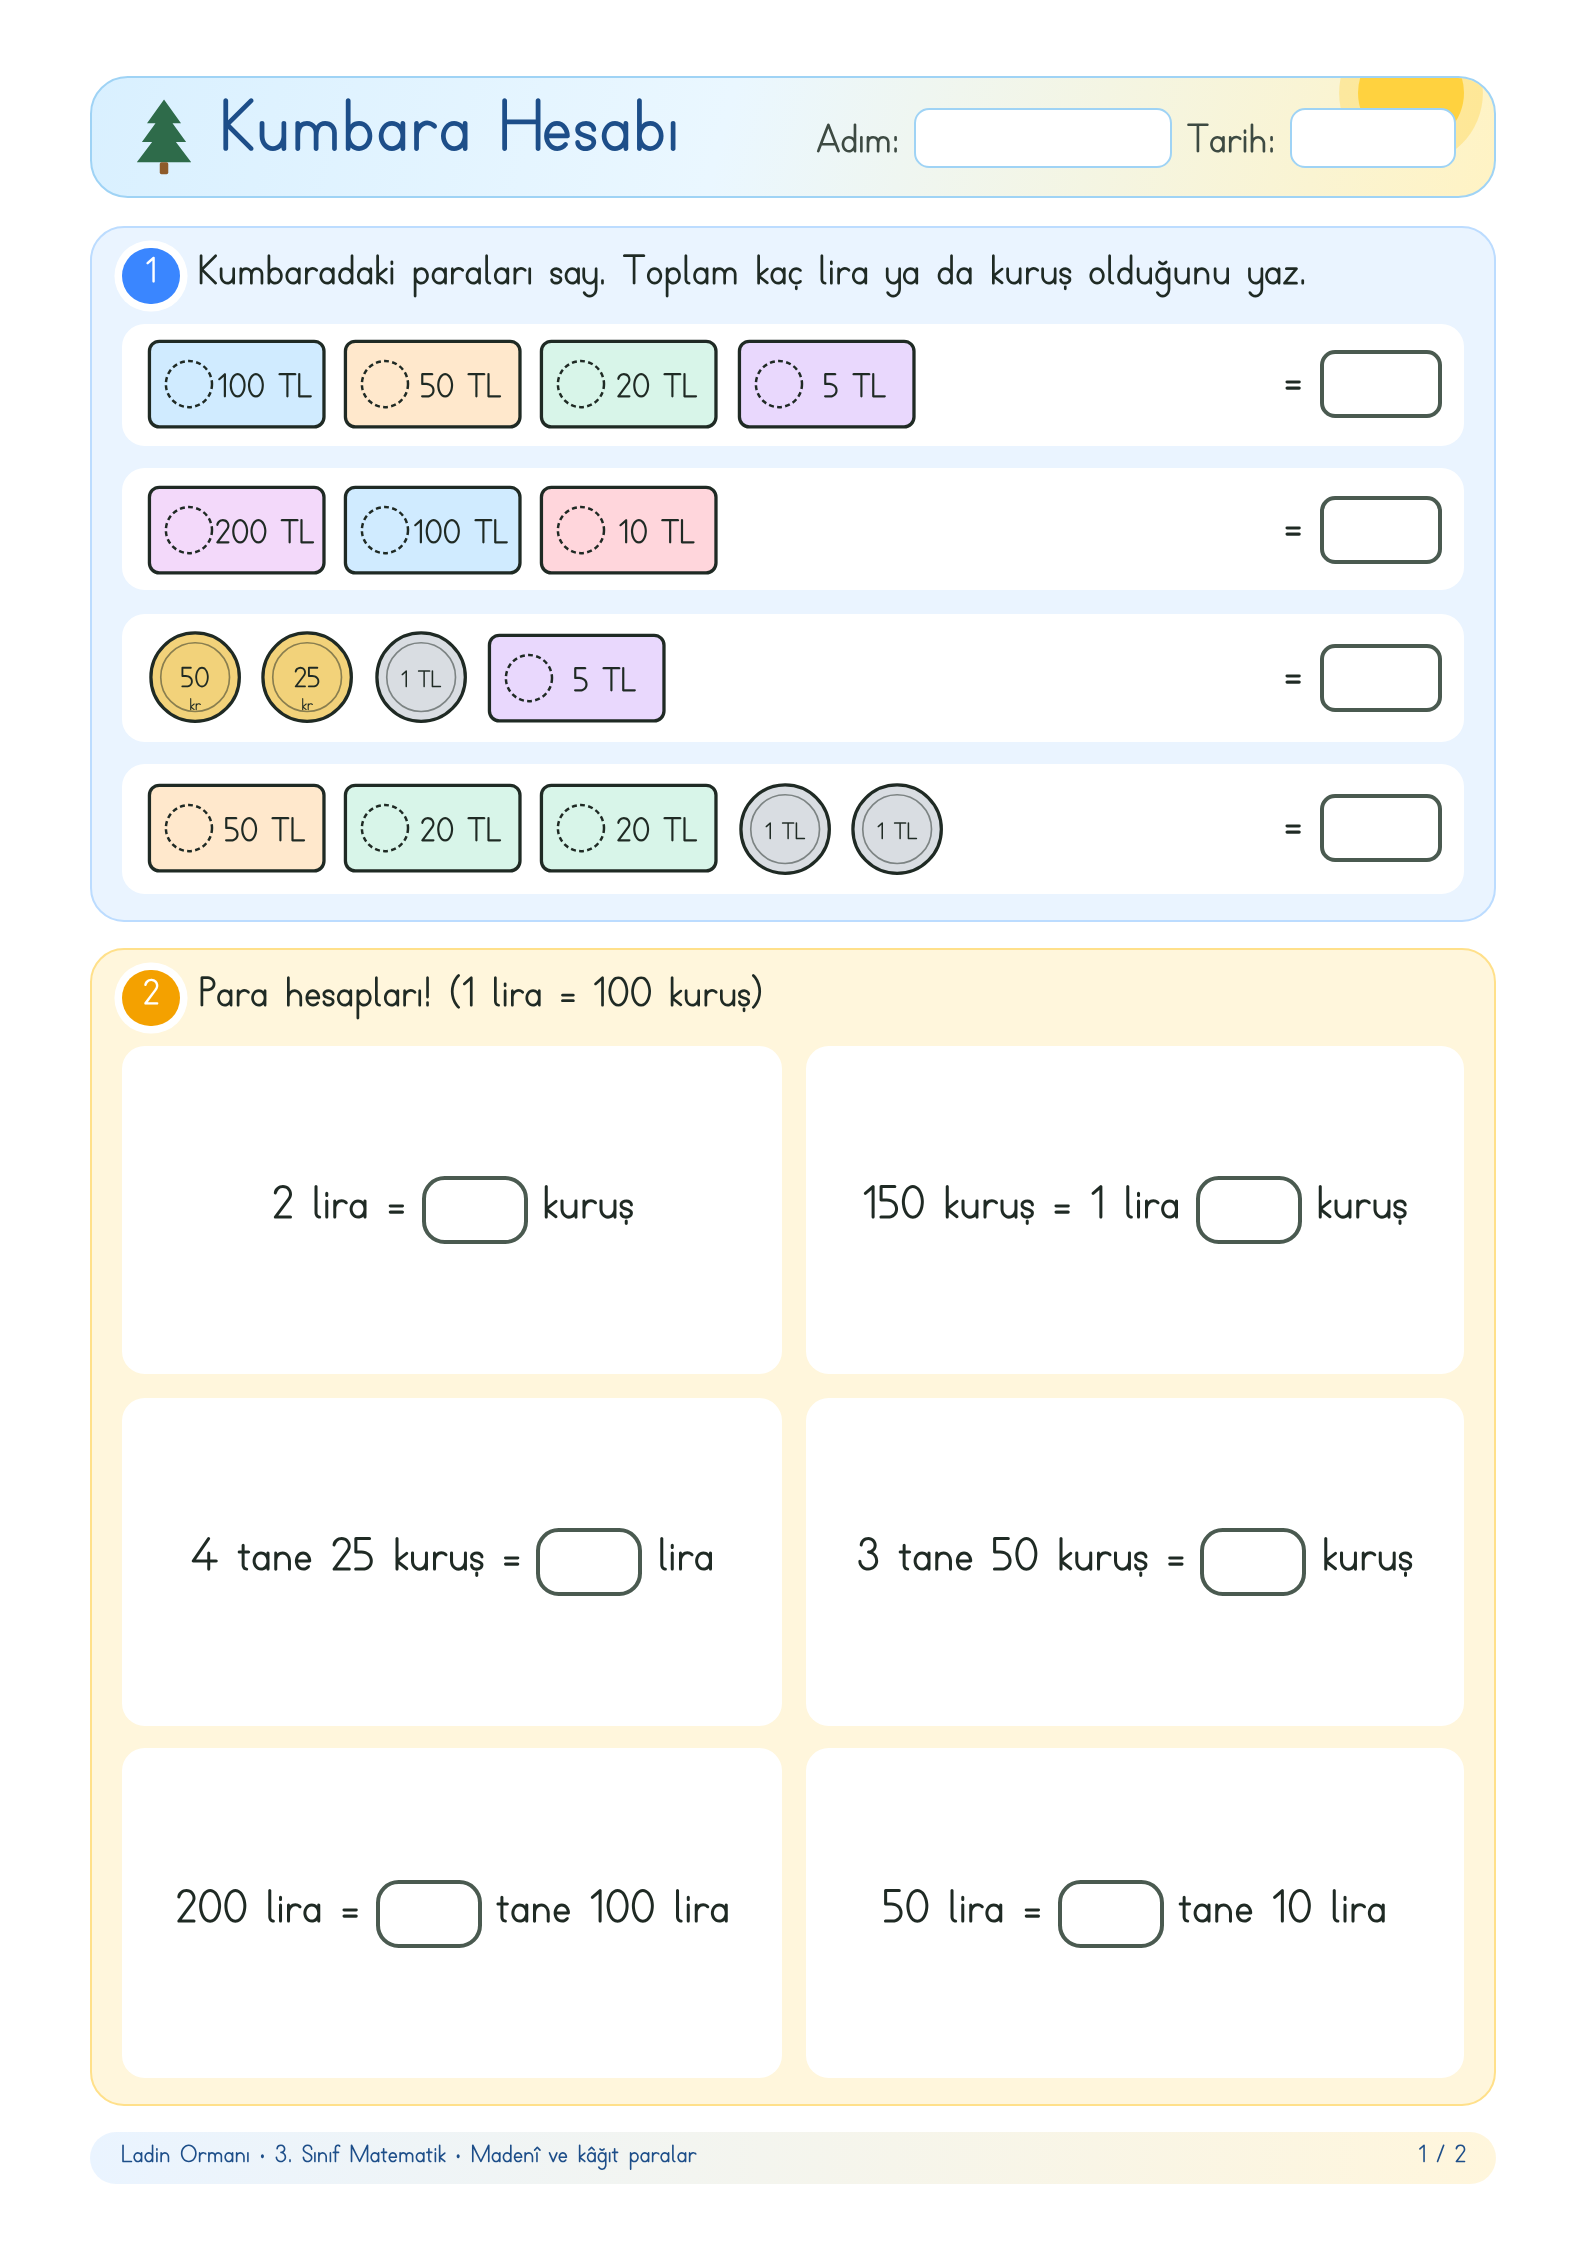 Kumbara Hesabı
Adım: Tarih:
1 Kumbaradaki paraları say. Toplam kaç lira ya da kuruş olduğunu yaz.
100 TL 50 TL 20 TL 5 TL =
200 TL 100 TL 10 TL =
50 kr 25 kr 1 TL 5 TL =
50 TL 20 TL 20 TL 1 TL 1 TL =
2 Para hesapları! (1 lira = 100 kuruş)
2 lira = kuruş
150 kuruş = 1 lira kuruş
4 tane 25 kuruş = lira
3 tane 50 kuruş = kuruş
200 lira = tane 100 lira
50 lira = tane 10 lira
Ladin Ormanı • 3. Sınıf Matematik • Madenî ve kâğıt paralar 1 / 2